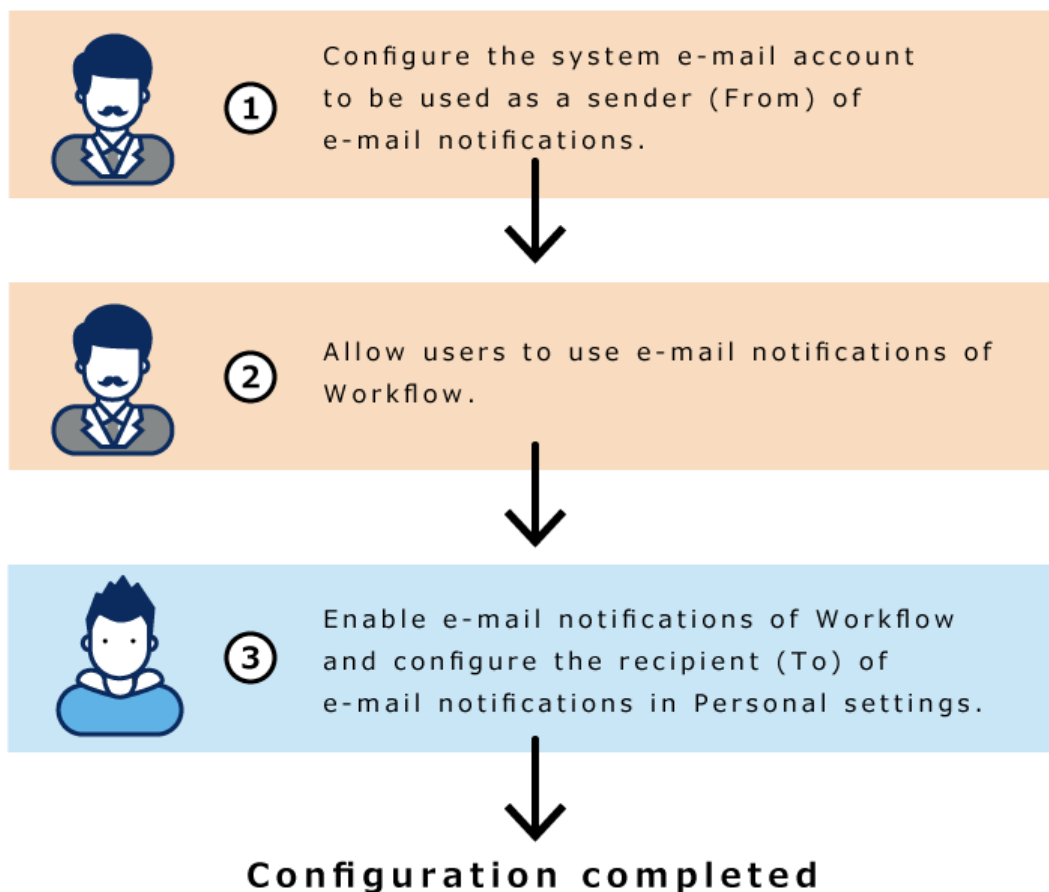 1
Configure the system e-mail account
to be used as a sender (From) of
e-mail notifications.
2
Allow users to use e-mail notifications of
Workflow.
3
Enable e-mail notifications of Workflow
and configure the recipient (To) of
e-mail notifications in Personal settings.
Configuration completed